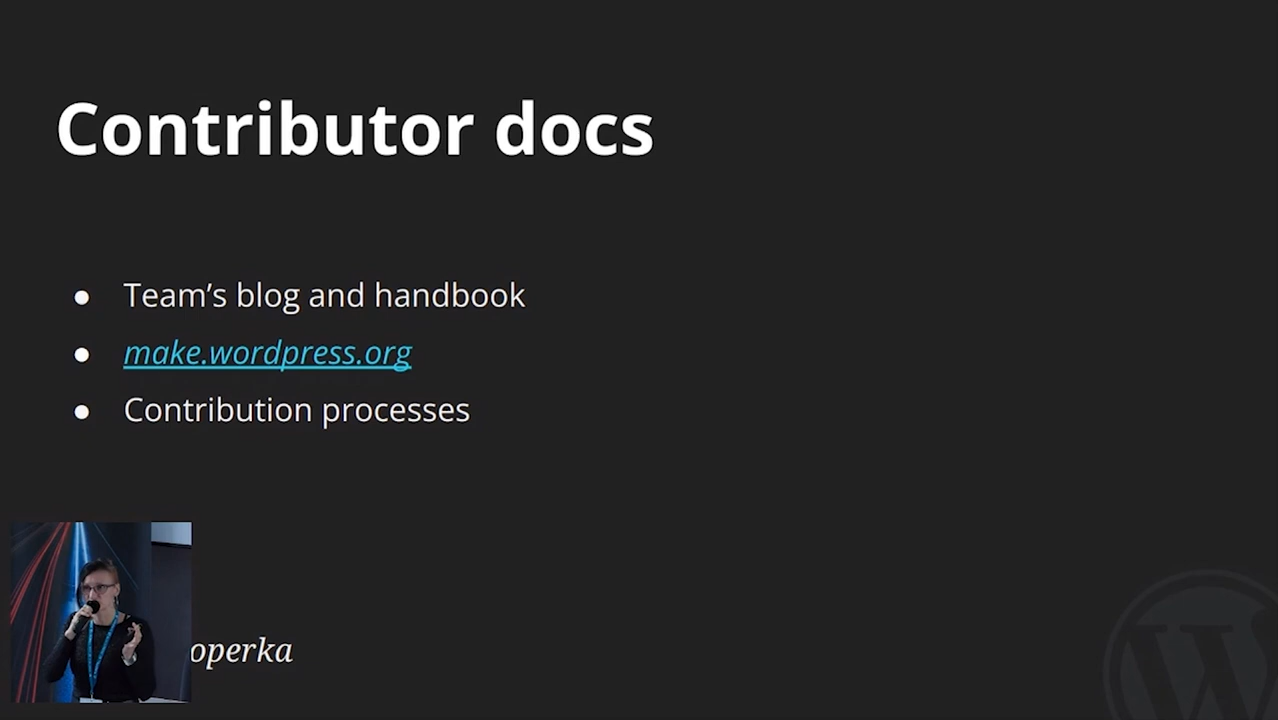 Contributor docs
Team’s blog and handbook
make.wordpress.org
Contribution processes
operka